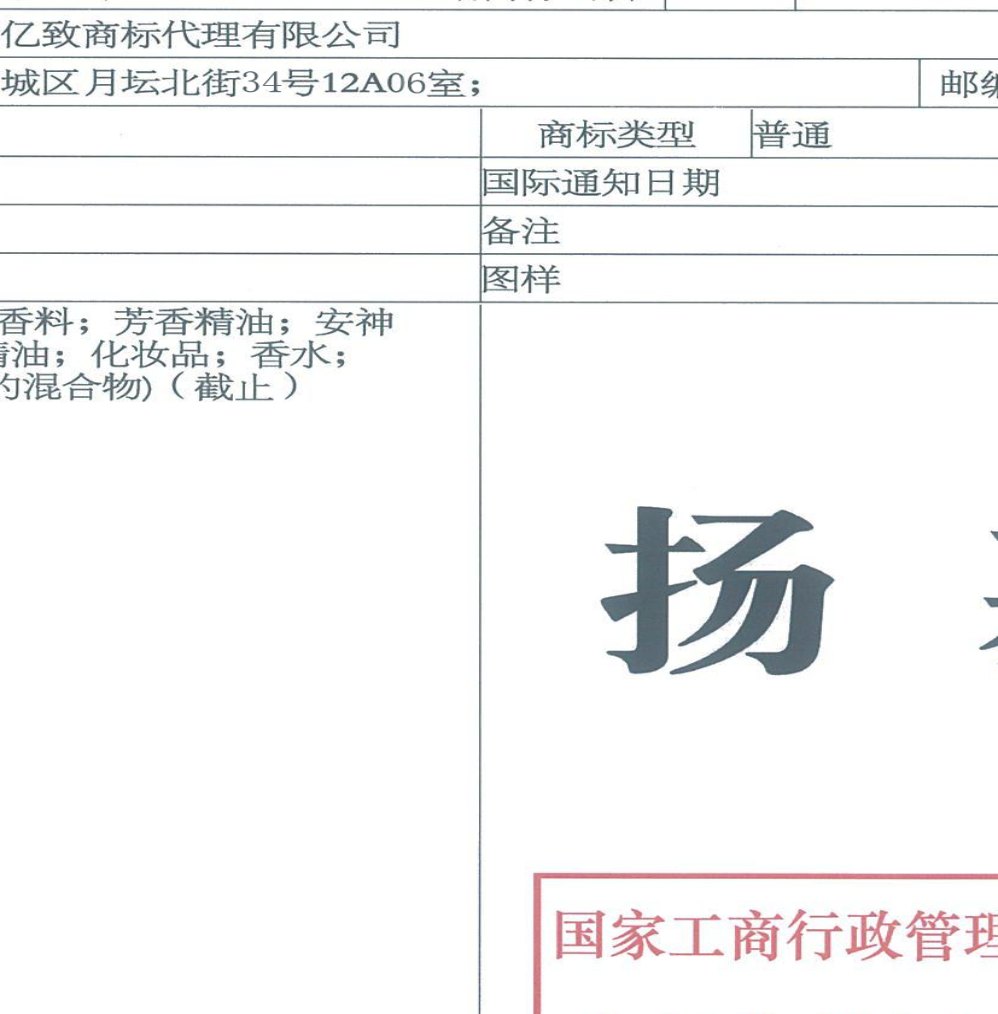 亿致商标代理有限公司
城区月坛北街34号12A06室; 邮
商标类型 普通
国际通知日期
备注
图样
香料; 芳香精油; 安神
油; 化妆品; 香水;
的混合物)(截止)
扬
国家工商行政管理